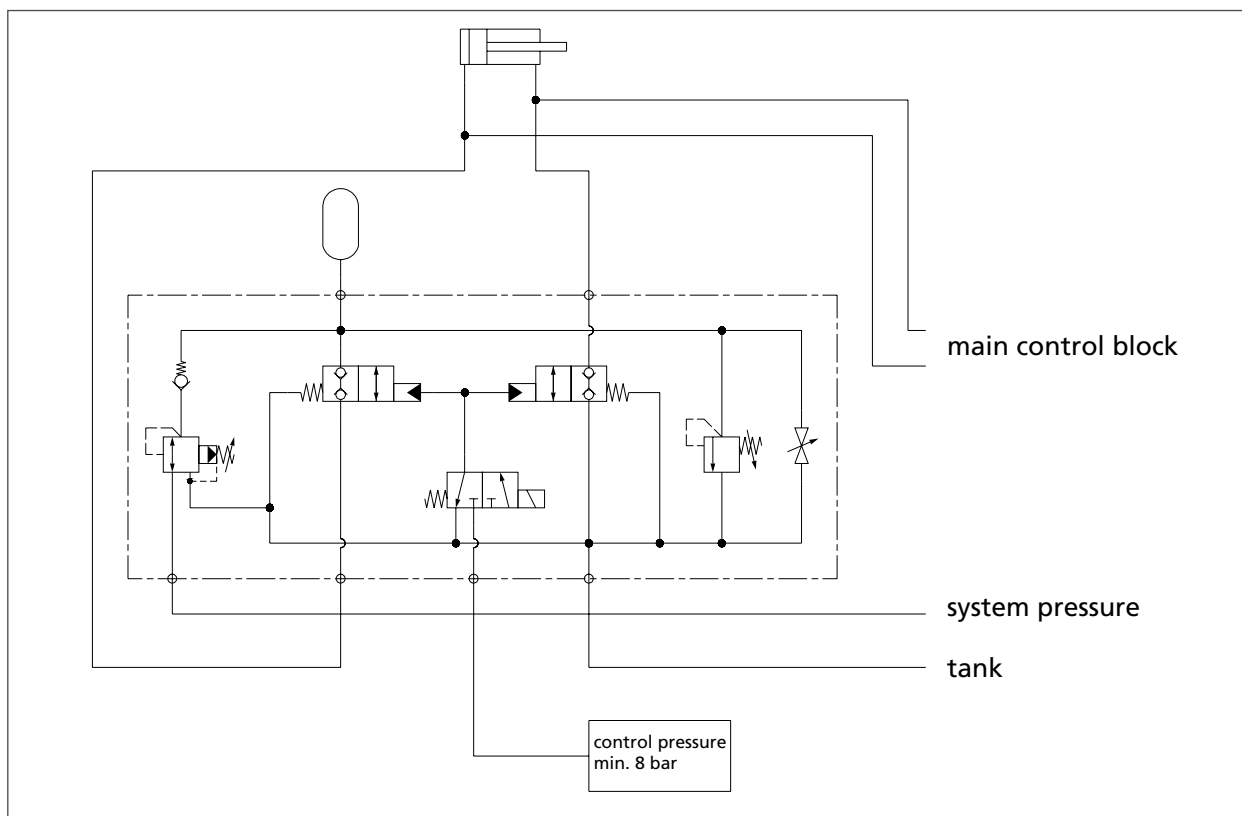 main control block
system pressure
tank
control pressure
min. 8 bar